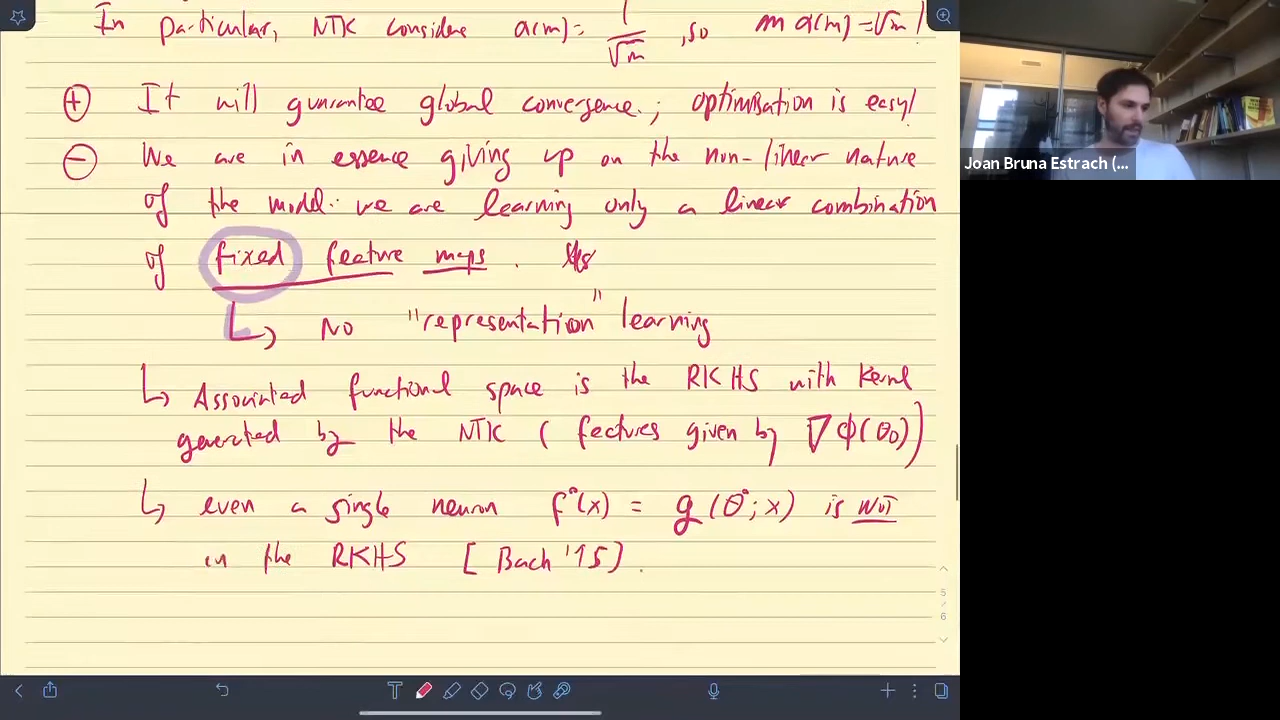 In particular, NTK considers a(m) = 1/√m, so m a(m) = √m !
⊕ It will guarantee global convergence.; optimisation is easy!
⊖ We are in essence giving up on the non-linear nature
of the model: we are learning only a linear combination
of fixed feature maps.
↳ No "representation" learning
↳ Associated functional space is the RKHS with kernel
generated by the NTK ( features given by ∇Φ(θ₀))
↳ even a single neuron f*(x) = g(θ*; x) is NOT
in the RKHS [Bach '15].
Joan Bruna Estrach (...
5
6
T